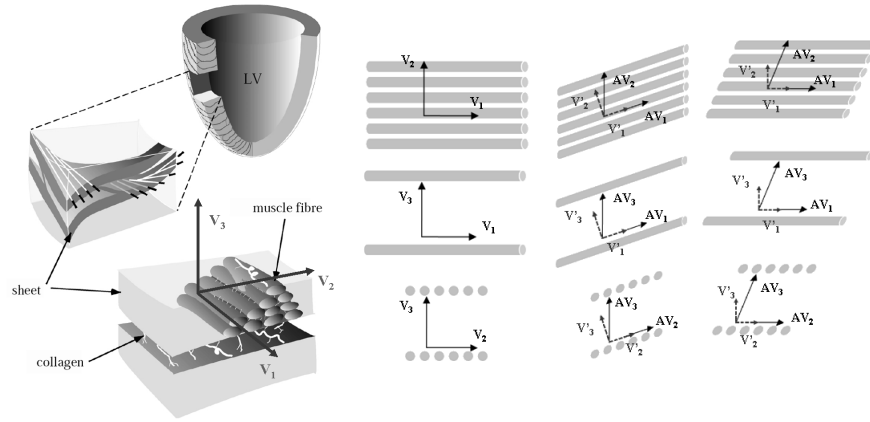 LV
muscle fibre
V3
V2
sheet
collagen
V1
V2
V1
AV2
V'2
AV1
V'1
AV2
V'2
AV1
V'1
V3
V1
AV3
V'3
AV1
V'1
AV3
V'3
AV1
V'1
V3
V2
AV3
V'3
AV2
V'2
AV3
V'3
AV2
V'2